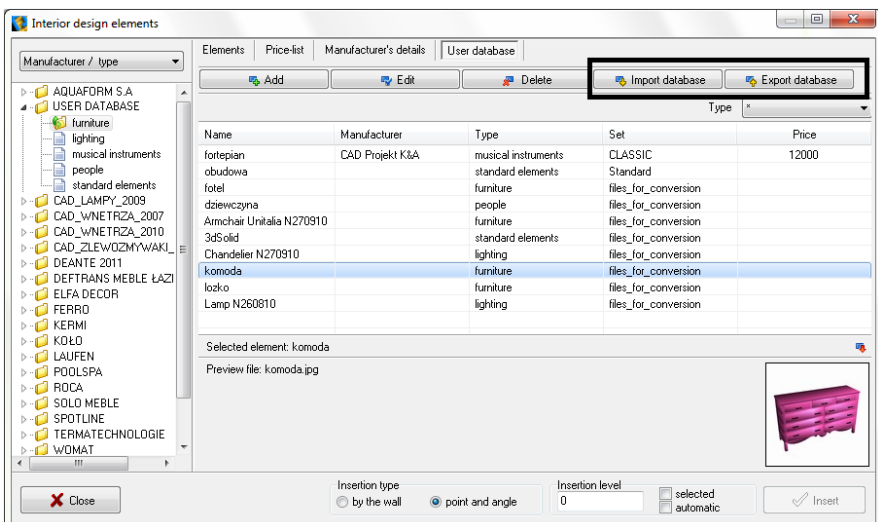 Interior design elements
Manufacturer / type
Elements Price-list Manufacturer's details User database
Add Edit Delete Import database Export database
Type *
AQUAFORM S.A
USER DATABASE
furniture
lighting
musical instruments
people
standard elements
CAD_LAMPY_2009
CAD_WNETRZA_2007
CAD_WNETRZA_2010
CAD_ZLEWOZMYWAKI_
DEANTE 2011
DEFTRANS MEBLE ŁAZI
ELFA DECOR
FERRO
KERMI
KOŁO
LAUFEN
POOLSPA
ROCA
SOLO MEBLE
SPOTLINE
TERMATECHNOLOGIE
WOMAT
Name Manufacturer Type Set Price
fortepian CAD Projekt K&A musical instruments CLASSIC 12000
obudowa standard elements Standard
fotel furniture files_for_conversion
dziewczyna people files_for_conversion
Armchair Unitalia N270910 furniture files_for_conversion
3dSolid standard elements files_for_conversion
Chandelier N270910 lighting files_for_conversion
komoda furniture files_for_conversion
lozko furniture files_for_conversion
Lamp N260810 lighting files_for_conversion
Selected element: komoda
Preview file: komoda.jpg
Close
Insertion type
by the wall point and angle
Insertion level
0
selected
automatic
Insert